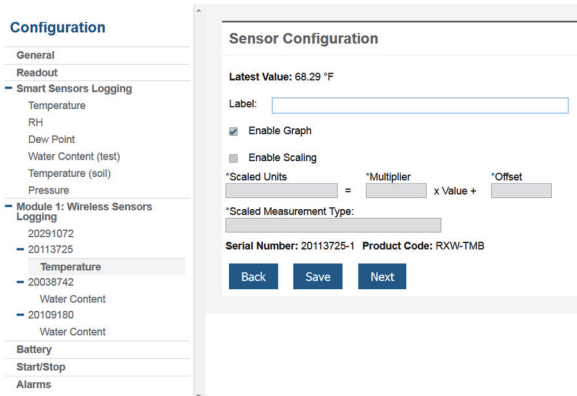 Configuration
General
Readout
Smart Sensors Logging
Temperature
RH
Dew Point
Water Content (test)
Temperature (soil)
Pressure
Module 1: Wireless Sensors
Logging
20291072
20113725
Temperature
20038742
Water Content
20109180
Water Content
Battery
Start/Stop
Alarms
Sensor Configuration
Latest Value: 68.29 °F
Label:
Enable Graph
Enable Scaling
*Scaled Units *Multiplier *Offset
= x Value +
*Scaled Measurement Type:
Serial Number: 20113725-1 Product Code: RXW-TMB
Back Save Next